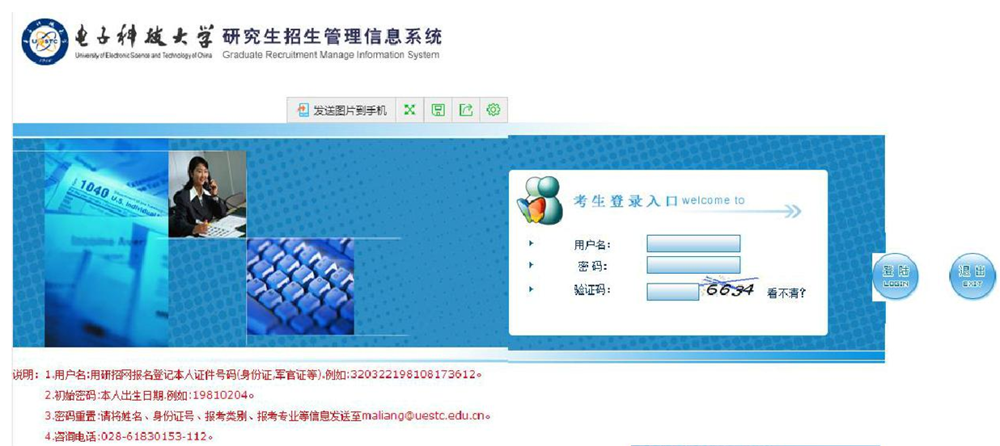 电子科技大学 研究生招生管理信息系统
University of Electronic Science and Technology of China Graduate Recruitment Manage Information System
UESTC
1956
发送图片到手机
1040 U.S. Individual
Income Aver
考生登录入口 welcome to
用户名:
密 码:
验证码: 6634 看不清?
登 陆 退 出
LOGIN EXIT
说明: 1.用户名:用研招网报名登记本人证件号码(身份证,军官证等).例如:320322198108173612。
2.初始密码:本人出生日期.例如:19810204。
3.密码重置:请将姓名、身份证号、报考类别、报考专业等信息发送至maliang@uestc.edu.cn。
4.咨询电话:028-61830153-112。